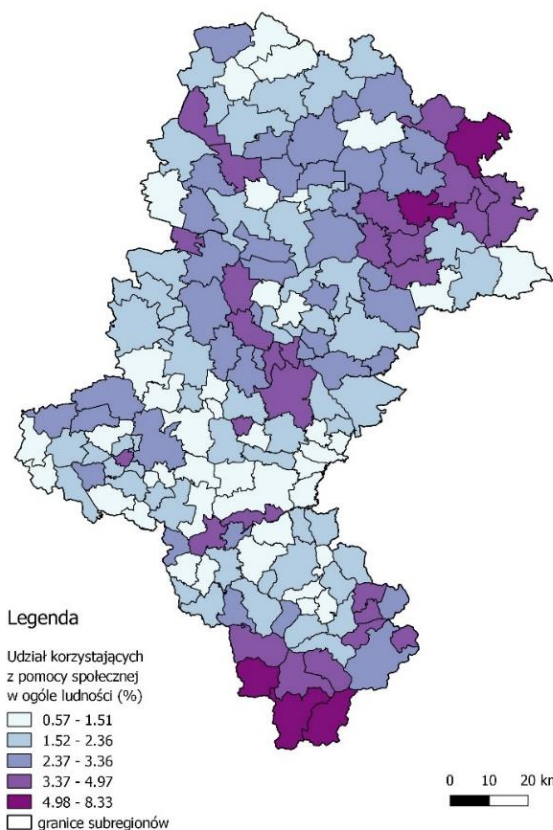 Legenda
Udział korzystających
z pomocy społecznej
w ogóle ludności (%)
0.57 - 1.51
1.52 - 2.36
2.37 - 3.36
3.37 - 4.97
4.98 - 8.33
granice subregionów
0 10 20 km